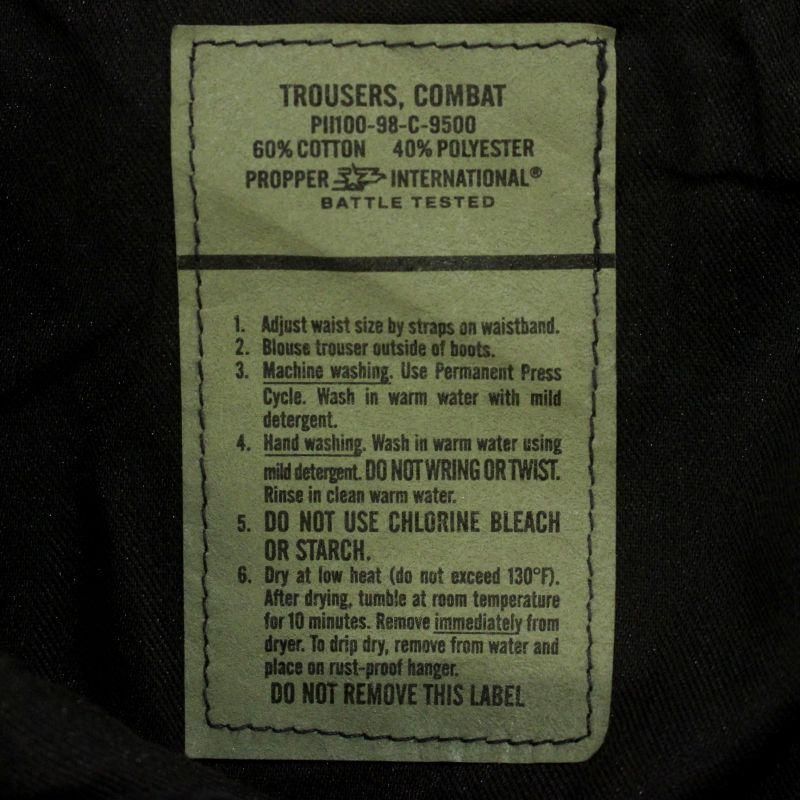 TROUSERS, COMBAT
PII100-98-C-9500
60% COTTON 40% POLYESTER
PROPPER INTERNATIONAL®
BATTLE TESTED
1. Adjust waist size by straps on waistband.
2. Blouse trouser outside of boots.
3. Machine washing. Use Permanent Press
Cycle. Wash in warm water with mild
detergent.
4. Hand washing. Wash in warm water using
mild detergent. DO NOT WRING OR TWIST.
Rinse in clean warm water.
5. DO NOT USE CHLORINE BLEACH
OR STARCH.
6. Dry at low heat (do not exceed 130°F).
After drying, tumble at room temperature
for 10 minutes. Remove immediately from
dryer. To drip dry, remove from water and
place on rust-proof hanger.
DO NOT REMOVE THIS LABEL